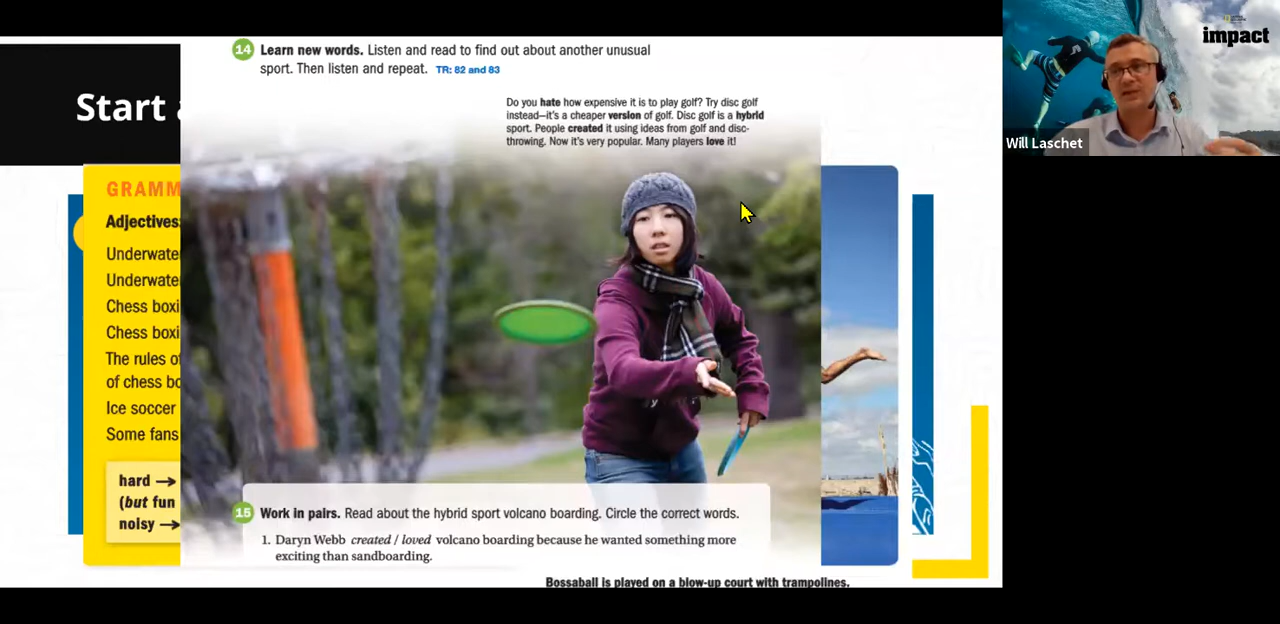 Start
GRAMM
Adjectives:
Underwate
Underwate
Chess boxi
Chess boxi
The rules of
of chess bo
Ice soccer
Some fans
hard →
(but fun
noisy →
14 Learn new words. Listen and read to find out about another unusual
sport. Then listen and repeat. TR: 82 and 83
Do you hate how expensive it is to play golf? Try disc golf
instead—it's a cheaper version of golf. Disc golf is a hybrid
sport. People created it using ideas from golf and disc-
throwing. Now it's very popular. Many players love it!
15 Work in pairs. Read about the hybrid sport volcano boarding. Circle the correct words.
1. Daryn Webb created / loved volcano boarding because he wanted something more
exciting than sandboarding.
Bossaball is played on a blow-up court with trampolines.
impact
Will Laschet